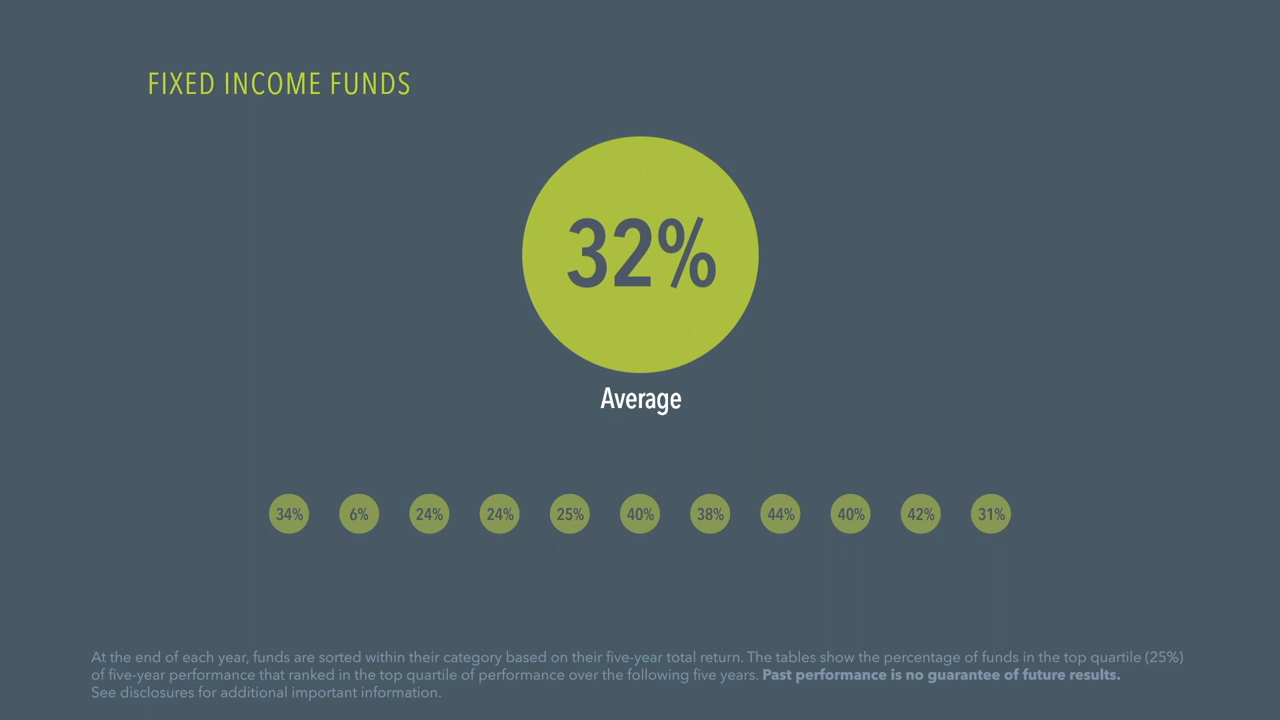 FIXED INCOME FUNDS
32%
Average
34% 6% 24% 24% 25% 40% 38% 44% 40% 42% 31%
At the end of each year, funds are sorted within their category based on their five-year total return. The tables show the percentage of funds in the top quartile (25%)
of five-year performance that ranked in the top quartile of performance over the following five years. Past performance is no guarantee of future results.
See disclosures for additional important information.